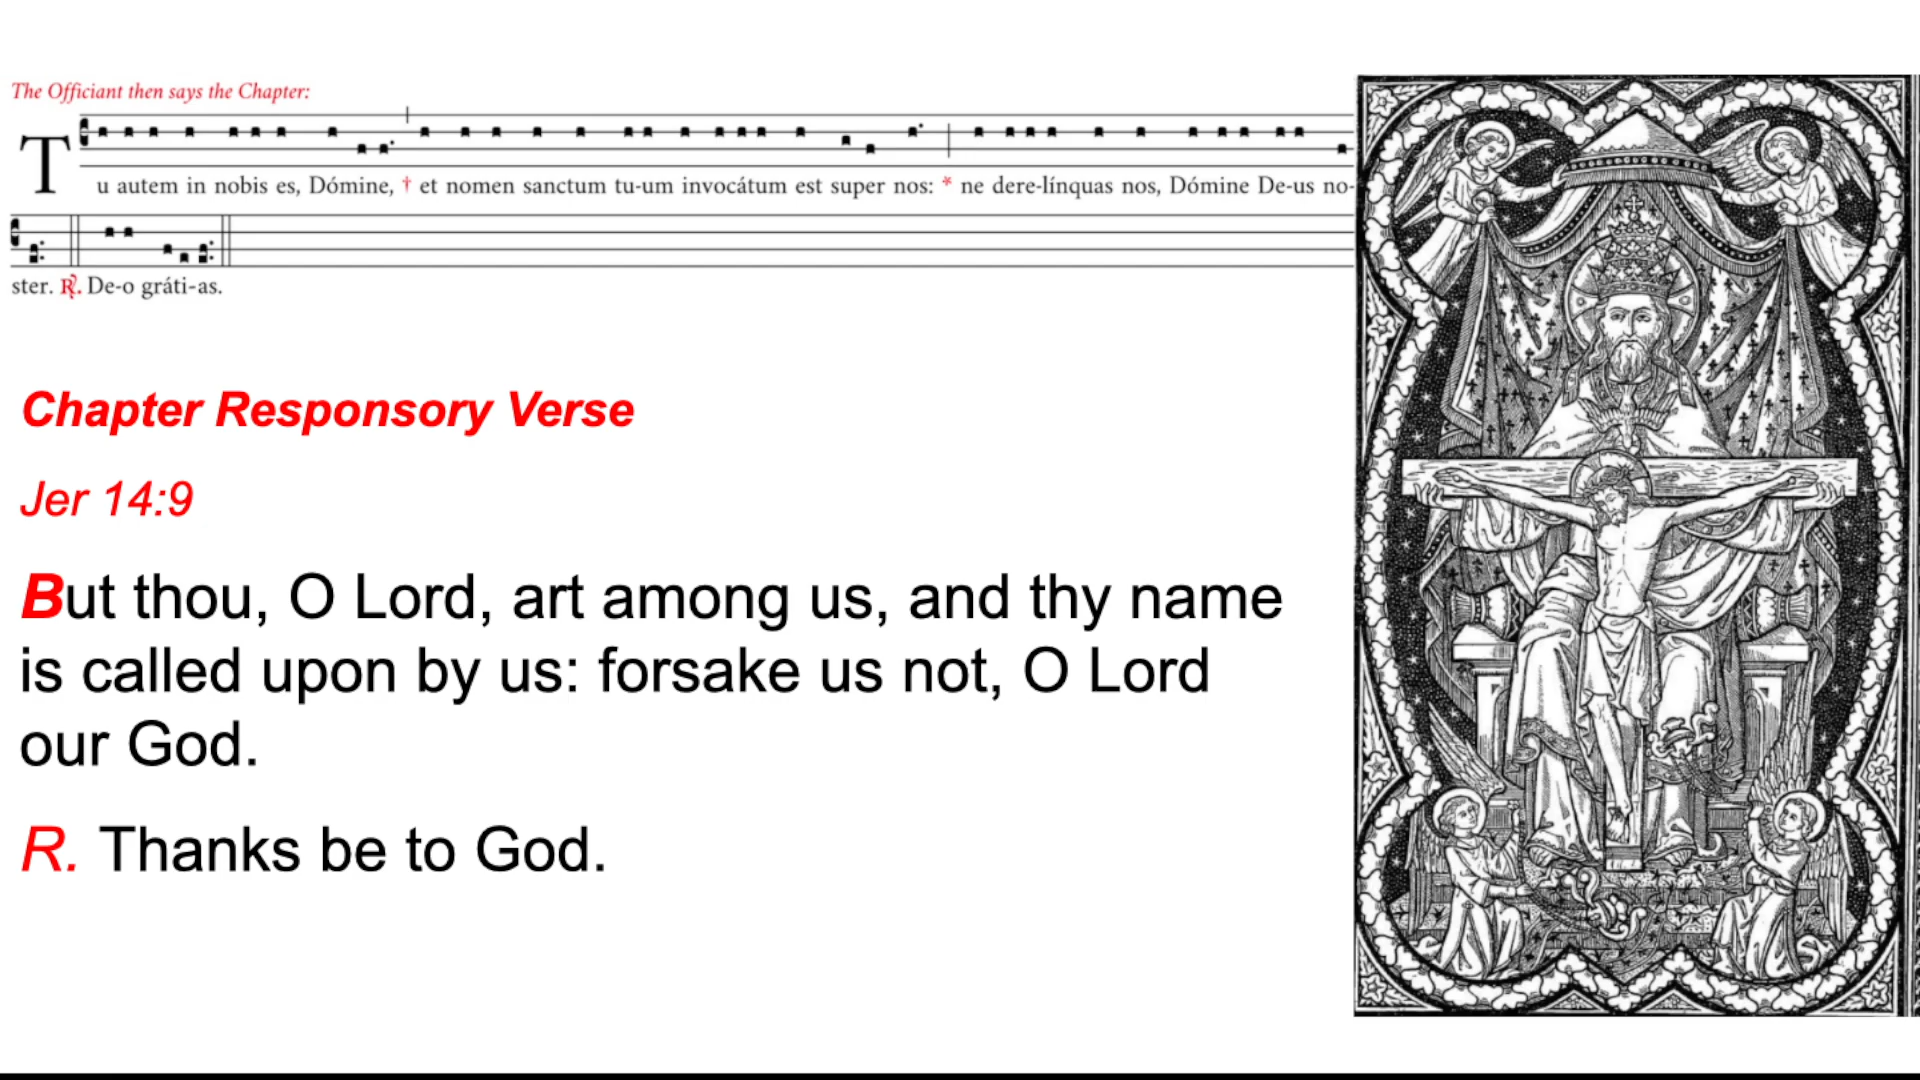 The Officiant then says the Chapter:
Tu autem in nobis es, Dómine, † et nomen sanctum tu-um invocátum est super nos: * ne dere-línquas nos, Dómine De-us no-
ster. ℟. De-o gráti-as.
Chapter Responsory Verse
Jer 14:9
But thou, O Lord, art among us, and thy name
is called upon by us: forsake us not, O Lord
our God.
R. Thanks be to God.